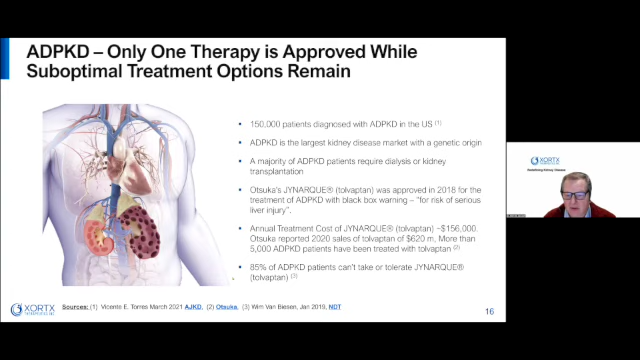 ADPKD – Only One Therapy is Approved While
Suboptimal Treatment Options Remain
• 150,000 patients diagnosed with ADPKD in the US (1)
• ADPKD is the largest kidney disease market with a genetic origin
• A majority of ADPKD patients require dialysis or kidney
transplantation
• Otsuka's JYNARQUE® (tolvaptan) was approved in 2018 for the
treatment of ADPKD with black box warning – "for risk of serious
liver injury".
• Annual Treatment Cost of JYNARQUE® (tolvaptan) ~$156,000.
Otsuka reported 2020 sales of tolvaptan of $620 m, More than
5,000 ADPKD patients have been treated with tolvaptan (2)
• 85% of ADPKD patients can't take or tolerate JYNARQUE®
(tolvaptan) (3)
XORTX
THERAPEUTICS INC
Sources: (1) Vicente E. Torres March 2021 AJKD, (2) Otsuka, (3) Wim Van Biesen, Jan 2019, NDT
16
XORTX
Redefining Kidney Disease